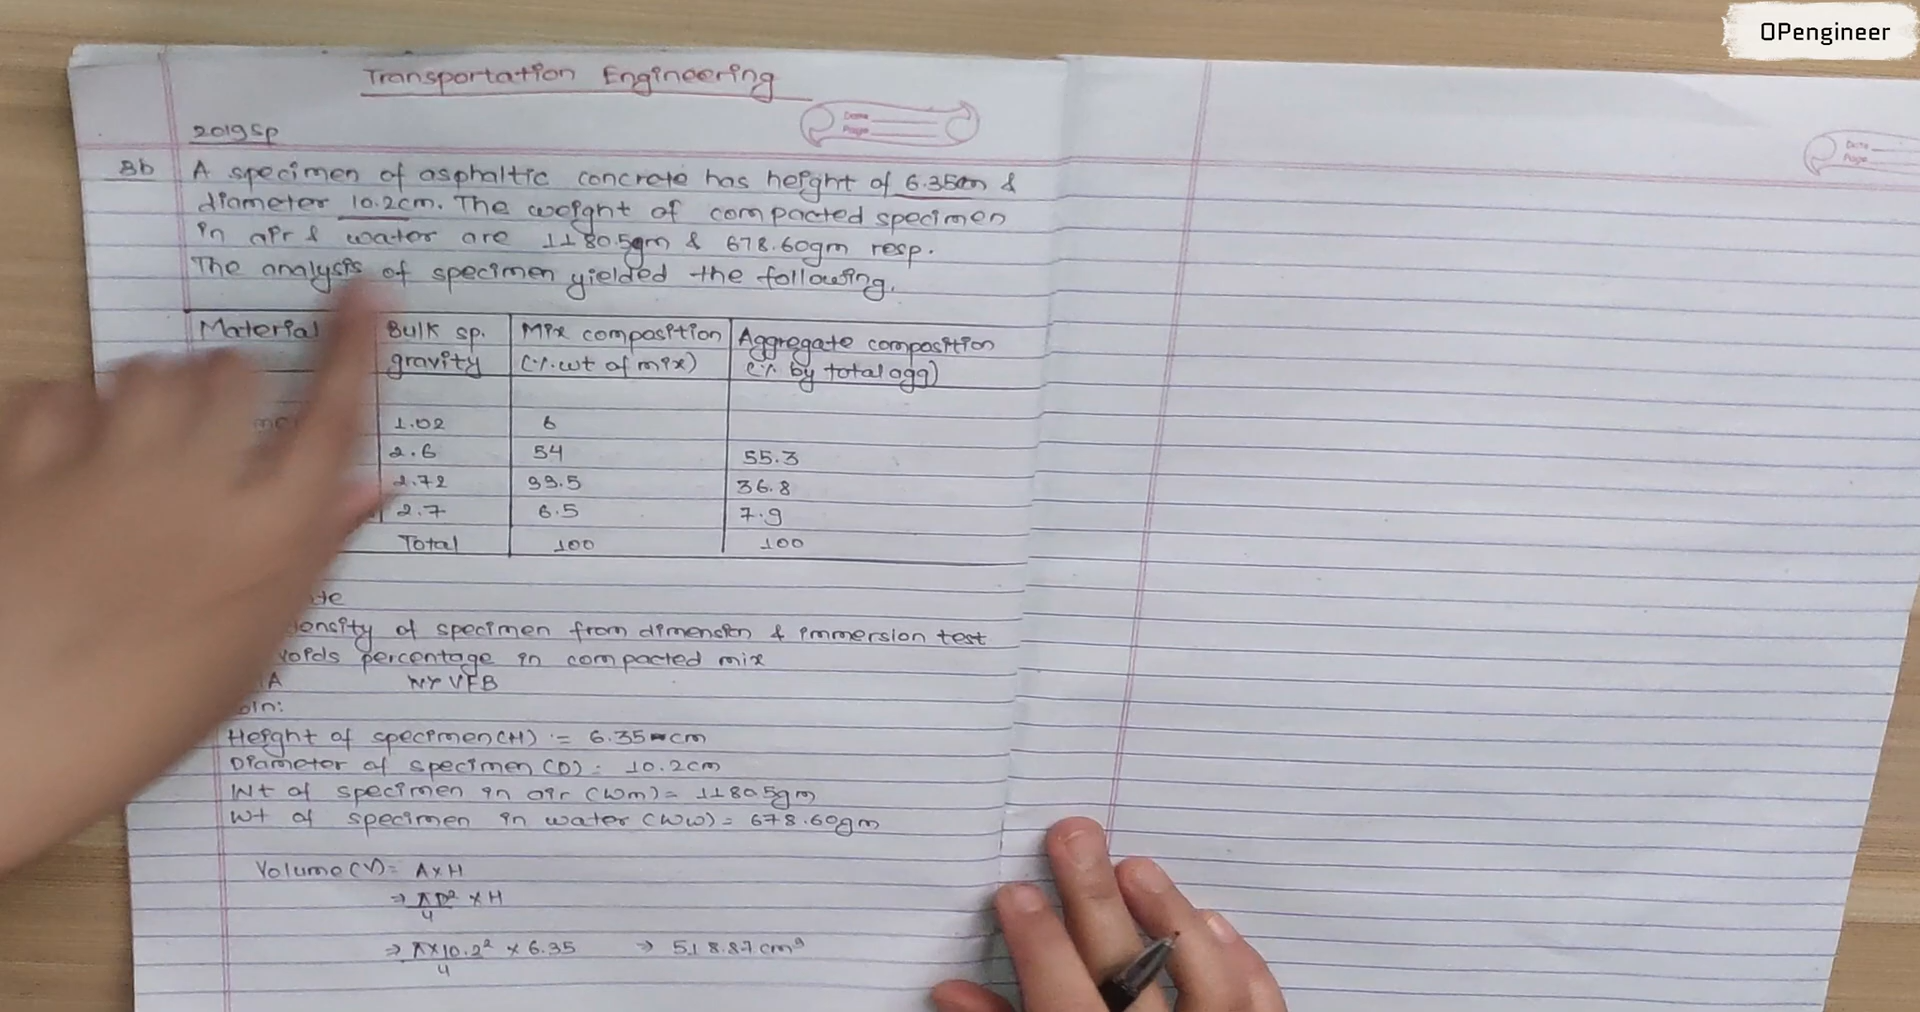 OPengineer
Transportation Engineering
Date
Page
2019 sp
3b A specimen of asphaltic concrete has height of 6.35cm &
diameter 10.2cm. The weight of compacted specimen
in air & water are 1180.5gm & 678.60gm resp.
The analysis of specimen yielded the following.
Material Bulk sp. gravity Mix composition (%.wt of mix) Aggregate composition (% by total agg)
1.02 6
2.6 54 55.3
2.72 33.5 36.8
2.7 6.5 7.9
Total 100 100
density of specimen from dimension & immersion test
voids percentage in compacted mix
iv VFB
Height of specimen (H) = 6.35 cm
Diameter of specimen (D) = 10.2cm
Wt of specimen in air (Wm) = 1180.5gm
Wt of specimen in water (Ww) = 678.60gm
Volume (V) = A×H
⇒ πD²/4 × H
⇒ π×10.2²/4 × 6.35 ⇒ 518.87 cm³
Date
Page